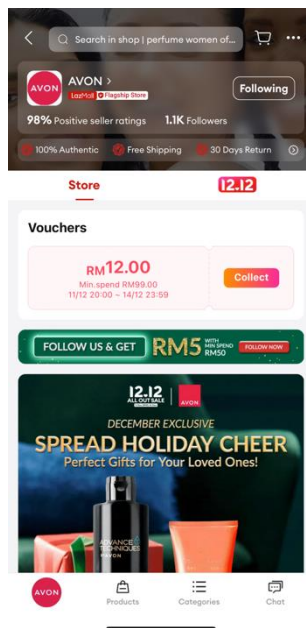 Search in shop | perfume women of...
AVON
AVON >
LazMall Flagship Store
Following
98% Positive seller ratings 1.1K Followers
100% Authentic Free Shipping 30 Days Return
Store 12.12
Vouchers
RM12.00
Min.spend RM99.00
11/12 20:00 – 14/12 23:59
Collect
FOLLOW US & GET RM5 WITH MIN SPEND RM50 FOLLOW NOW
12.12
ALL OUT SALE
AVON
DECEMBER EXCLUSIVE
SPREAD HOLIDAY CHEER
Perfect Gifts for Your Loved Ones!
ADVANCE
TECHNIQUES
AVON
AVON
Products
Categories
Chat